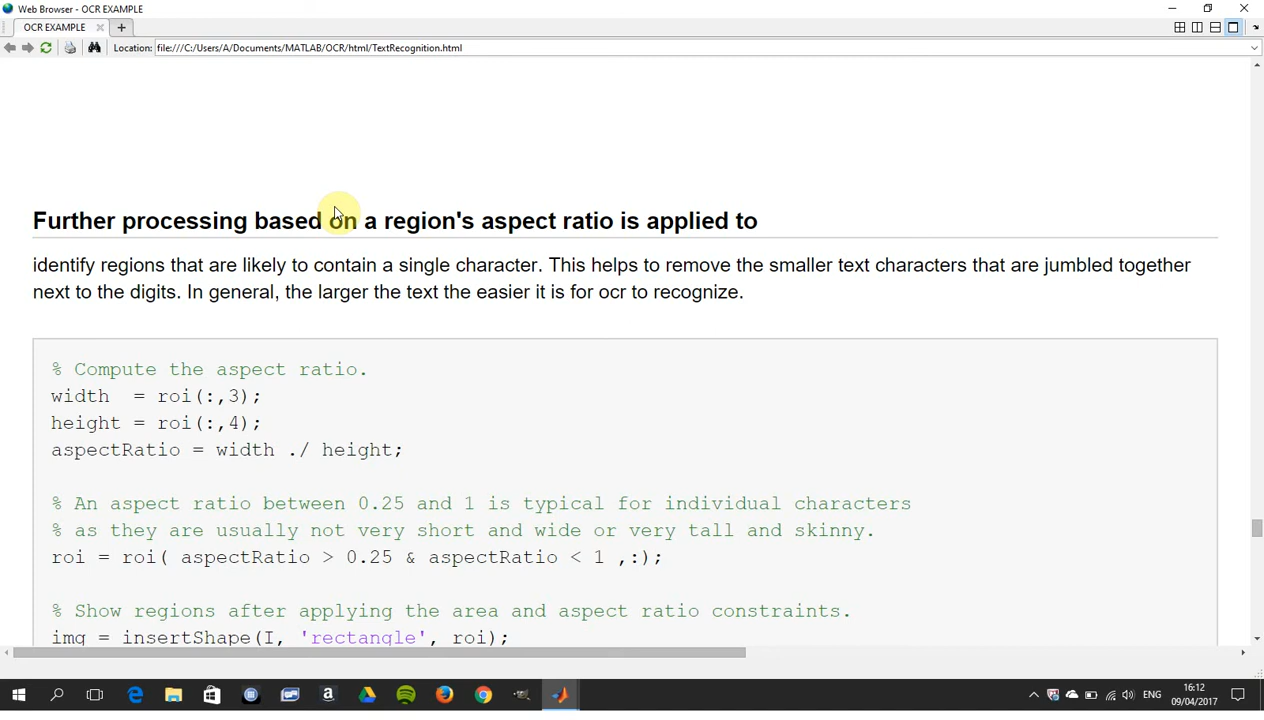 Web Browser - OCR EXAMPLE
OCR EXAMPLE
Location: file:///C:/Users/A/Documents/MATLAB/OCR/html/TextRecognition.html
Further processing based on a region's aspect ratio is applied to
identify regions that are likely to contain a single character. This helps to remove the smaller text characters that are jumbled together
next to the digits. In general, the larger the text the easier it is for ocr to recognize.
% Compute the aspect ratio.
width  = roi(:,3);
height = roi(:,4);
aspectRatio = width ./ height;
% An aspect ratio between 0.25 and 1 is typical for individual characters
% as they are usually not very short and wide or very tall and skinny.
roi = roi( aspectRatio > 0.25 & aspectRatio < 1 ,:);
% Show regions after applying the area and aspect ratio constraints.
img = insertShape(I, 'rectangle', roi);
ENG
16:12
09/04/2017